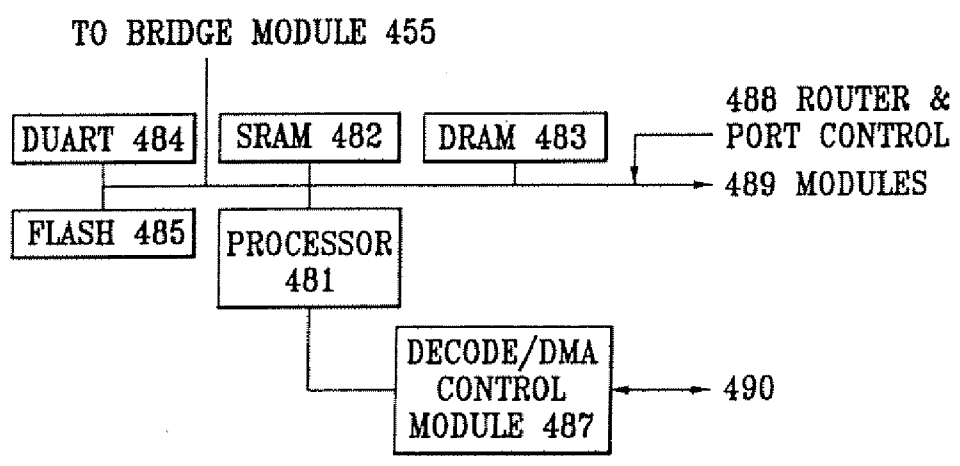 TO BRIDGE MODULE 455
488 ROUTER &
PORT CONTROL
DUART 484
SRAM 482
DRAM 483
489 MODULES
FLASH 485
PROCESSOR
481
DECODE/DMA
CONTROL
MODULE 487
490